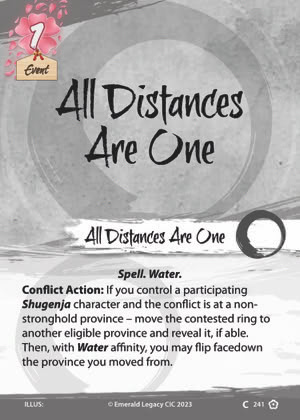 1
Event
All Distances
Are One
All Distances Are One
Spell. Water.
Conflict Action: If you control a participating
Shugenja character and the conflict is at a non-
stronghold province – move the contested ring to
another eligible province and reveal it, if able.
Then, with Water affinity, you may flip facedown
the province you moved from.
ILLUS:
© Emerald Legacy CIC 2023
C 241